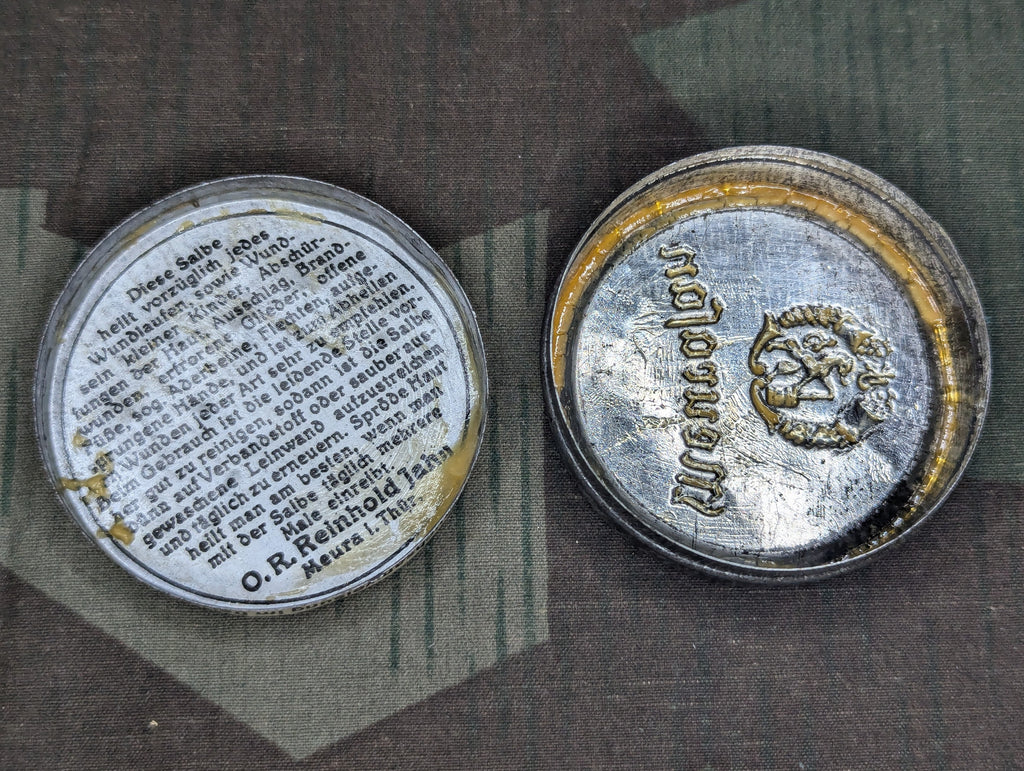 Diese Salbe
heilt vorzüglich jedes
Wundlaufen, sowie Wund-
sein kleiner Kinder, Abschür-
fungen der Haut, Ausschlag, Brand-
wunden, erfrorene Glieder, offene
Füße, sog. Aderbeine, Flechten, aufge-
sprungene Hände, und ist zum Abheilen
von Wunden jeder Art sehr zu empfehlen.
Beim Gebrauch ist die leidende Stelle vor-
her gut zu reinigen, sodann ist die Salbe
dünn auf Verbandstoff oder sauber aus-
gewaschene Leinwand aufzustreichen
und täglich zu erneuern. Spröde Haut
heilt man am besten, wenn man
mit der Salbe täglich mehrere
Male einreibt.
O. R. Reinhold Jahn
Meura i. Thür.